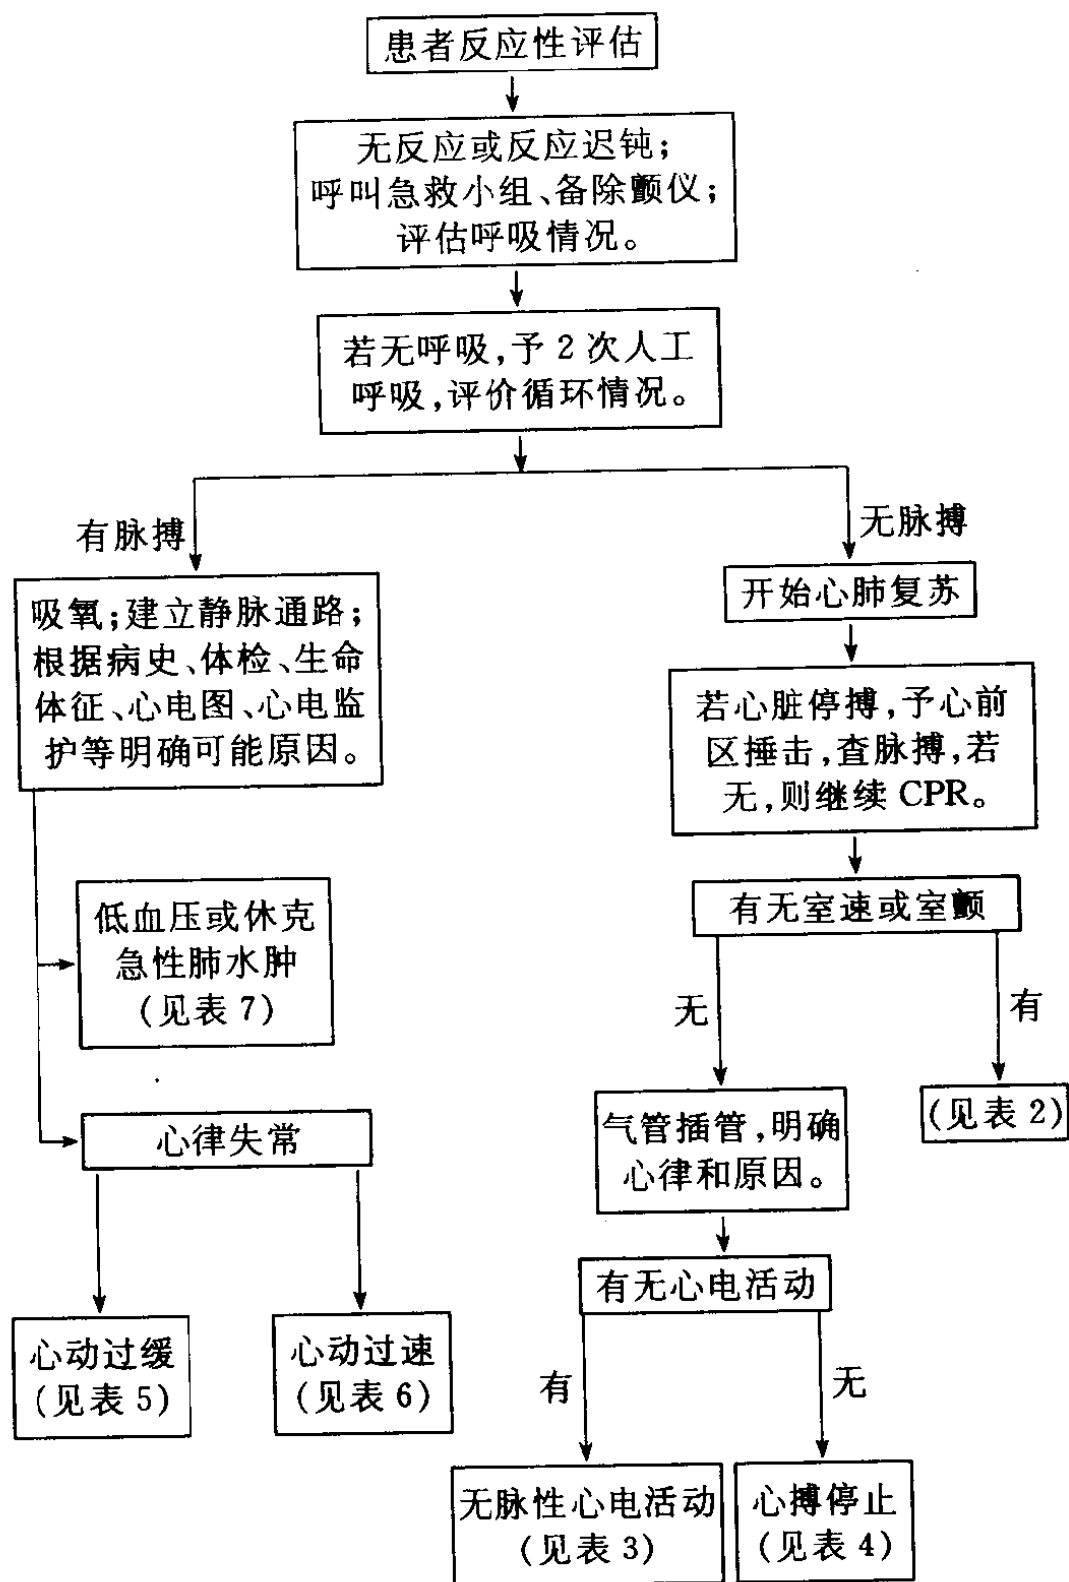 患者反应性评估
无反应或反应迟钝；
呼叫急救小组、备除颤仪；
评估呼吸情况。
若无呼吸，予2次人工
呼吸，评价循环情况。
有脉搏
无脉搏
吸氧；建立静脉通路；
根据病史、体检、生命
体征、心电图、心电监
护等明确可能原因。
开始心肺复苏
若心脏停搏，予心前
区捶击，查脉搏，若
无，则继续CPR。
有无室速或室颤
低血压或休克
急性肺水肿
（见表7）
无
有
心律失常
气管插管，明确
心律和原因。
（见表2）
有无心电活动
心动过缓
（见表5）
心动过速
（见表6）
有
无
无脉性心电活动
（见表3）
心搏停止
（见表4）